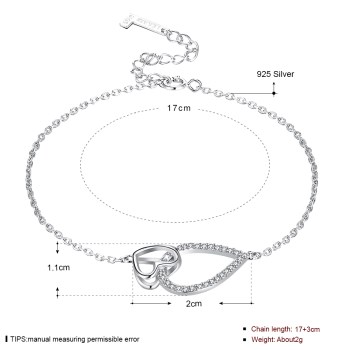 925 Silver
17cm
1.1cm
2cm
Chain length: 17+3cm
Weight: About2g
TIPS:manual measuring permissible error